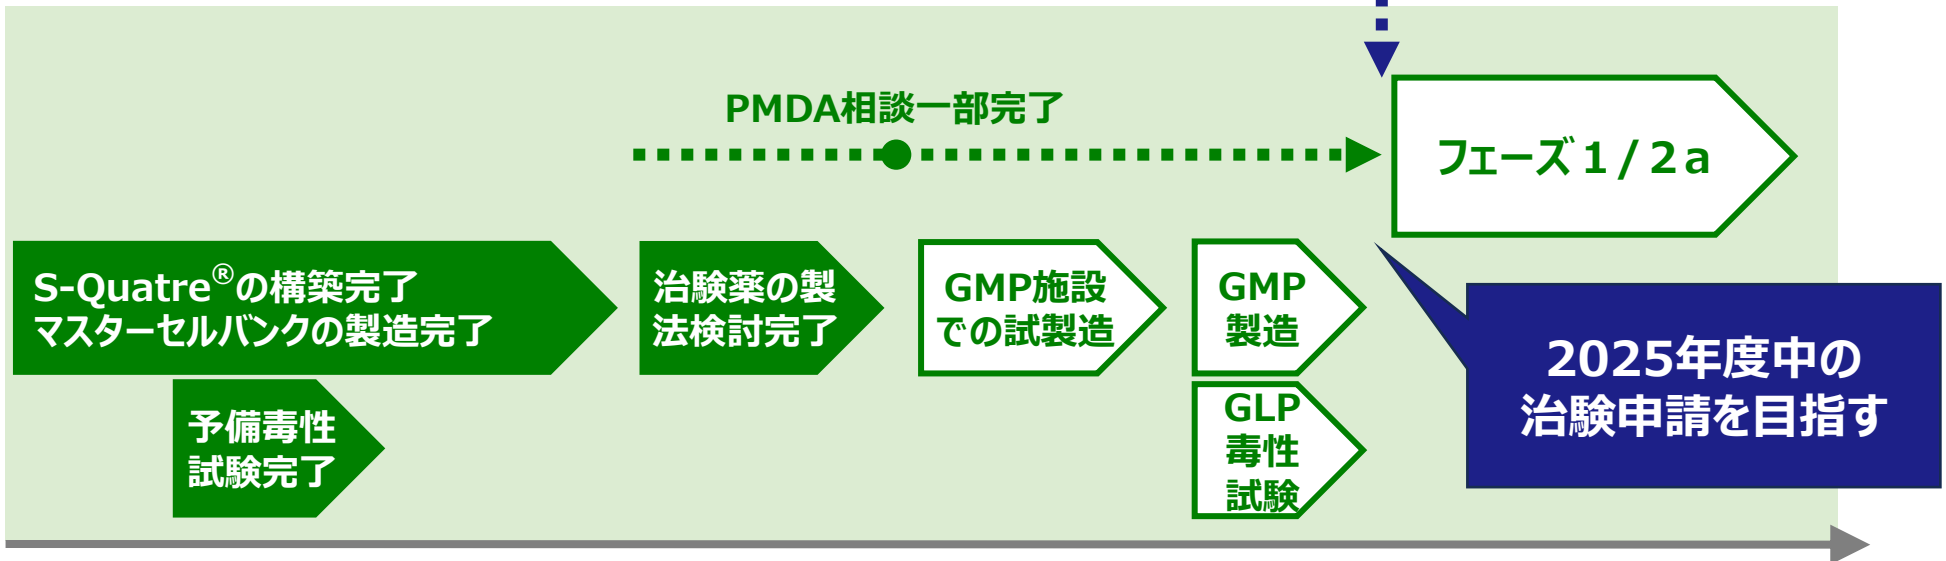 PMDA相談一部完了
フェーズ１/２a
S-Quatre®の構築完了
マスターセルバンクの製造完了
治験薬の製
法検討完了
GMP施設
での試製造
GMP
製造
2025年度中の
治験申請を目指す
予備毒性
試験完了
GLP
毒性
試験